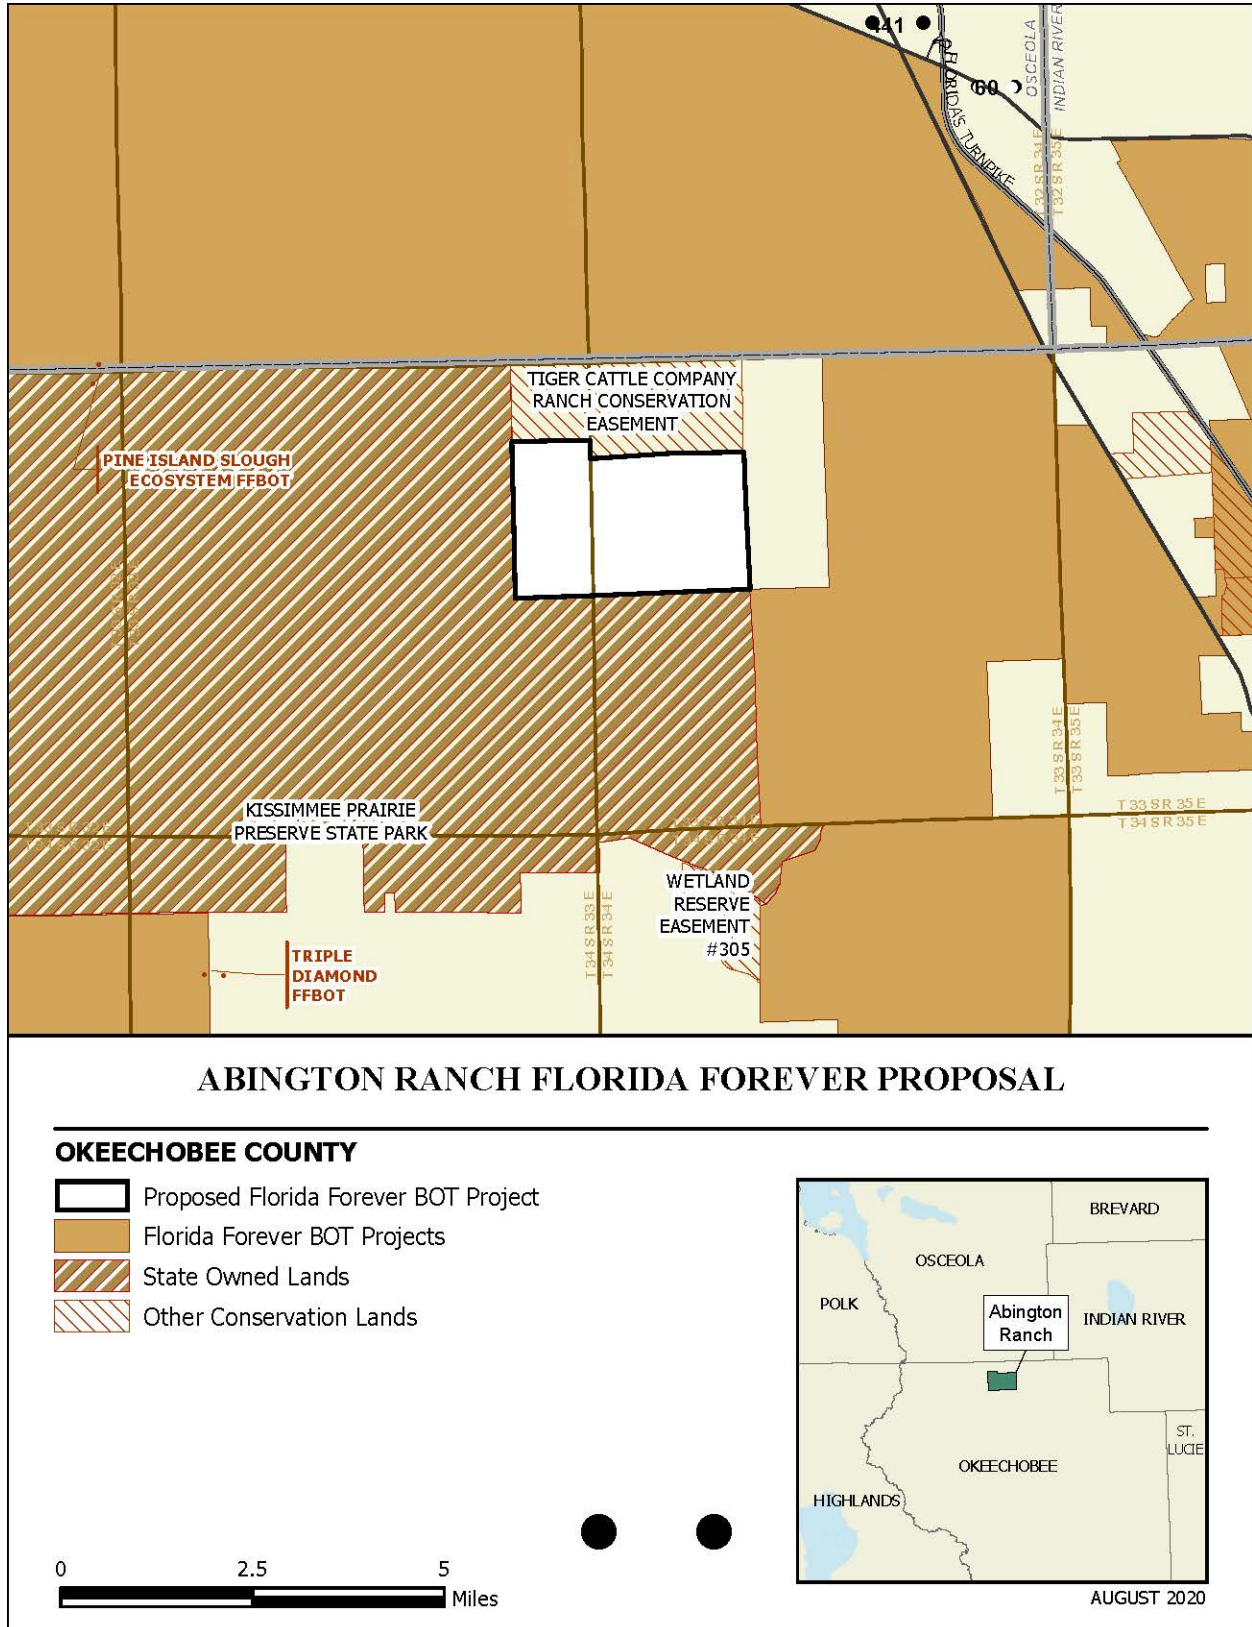 441
60
FLORIDA'S TURNPIKE
OSCEOLA
INDIAN RIVER
T 32 S R 34 E
T 32 S R 35 E
TIGER CATTLE COMPANY
RANCH CONSERVATION
EASEMENT
PINE ISLAND SLOUGH
ECOSYSTEM FFBOT
T 33 S R 34 E
T 33 S R 35 E
KISSIMMEE PRAIRIE
PRESERVE STATE PARK
T 33 S R 35 E
T 34 S R 35 E
WETLAND
RESERVE
EASEMENT
#305
T 34 S R 33 E
T 34 S R 34 E
TRIPLE
DIAMOND
FFBOT
ABINGTON RANCH FLORIDA FOREVER PROPOSAL
OKEECHOBEE COUNTY
Proposed Florida Forever BOT Project
Florida Forever BOT Projects
State Owned Lands
Other Conservation Lands
BREVARD
OSCEOLA
POLK
Abington
Ranch
INDIAN RIVER
ST.
LUCIE
OKEECHOBEE
HIGHLANDS
0 2.5 5
Miles
AUGUST 2020